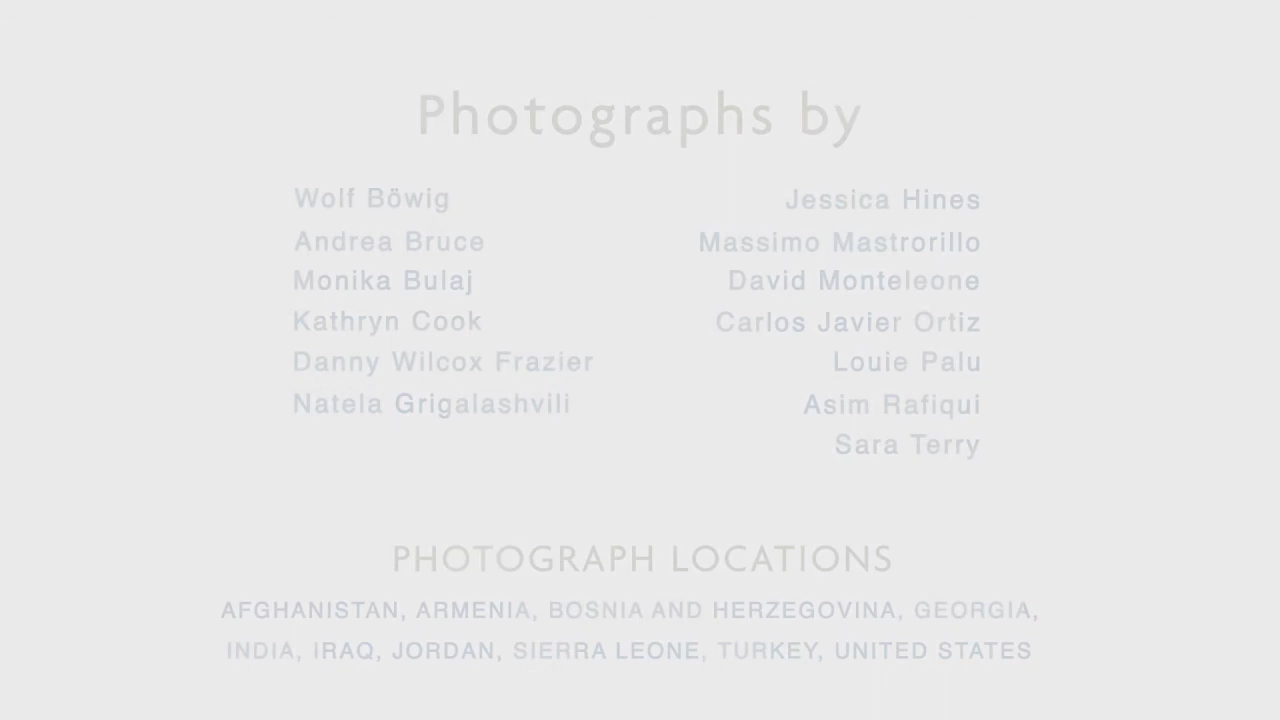 Photographs by
Wolf Böwig
Andrea Bruce
Monika Bulaj
Kathryn Cook
Danny Wilcox Frazier
Natela Grigalashvili
Jessica Hines
Massimo Mastrorillo
David Monteleone
Carlos Javier Ortiz
Louie Palu
Asim Rafiqui
Sara Terry
PHOTOGRAPH LOCATIONS
AFGHANISTAN, ARMENIA, BOSNIA AND HERZEGOVINA, GEORGIA,
INDIA, IRAQ, JORDAN, SIERRA LEONE, TURKEY, UNITED STATES